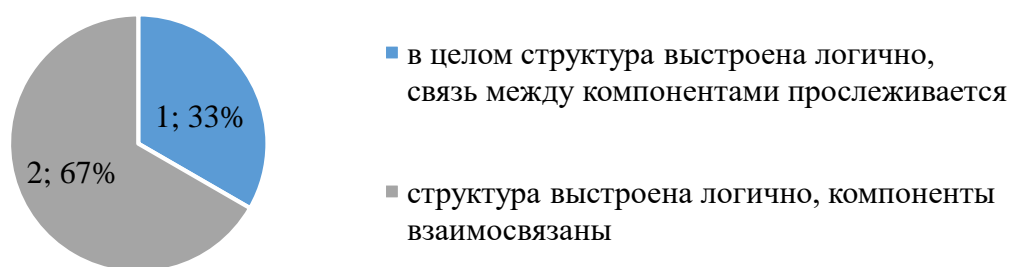 1; 33%
2; 67%
в целом структура выстроена логично,
связь между компонентами прослеживается
структура выстроена логично, компоненты
взаимосвязаны